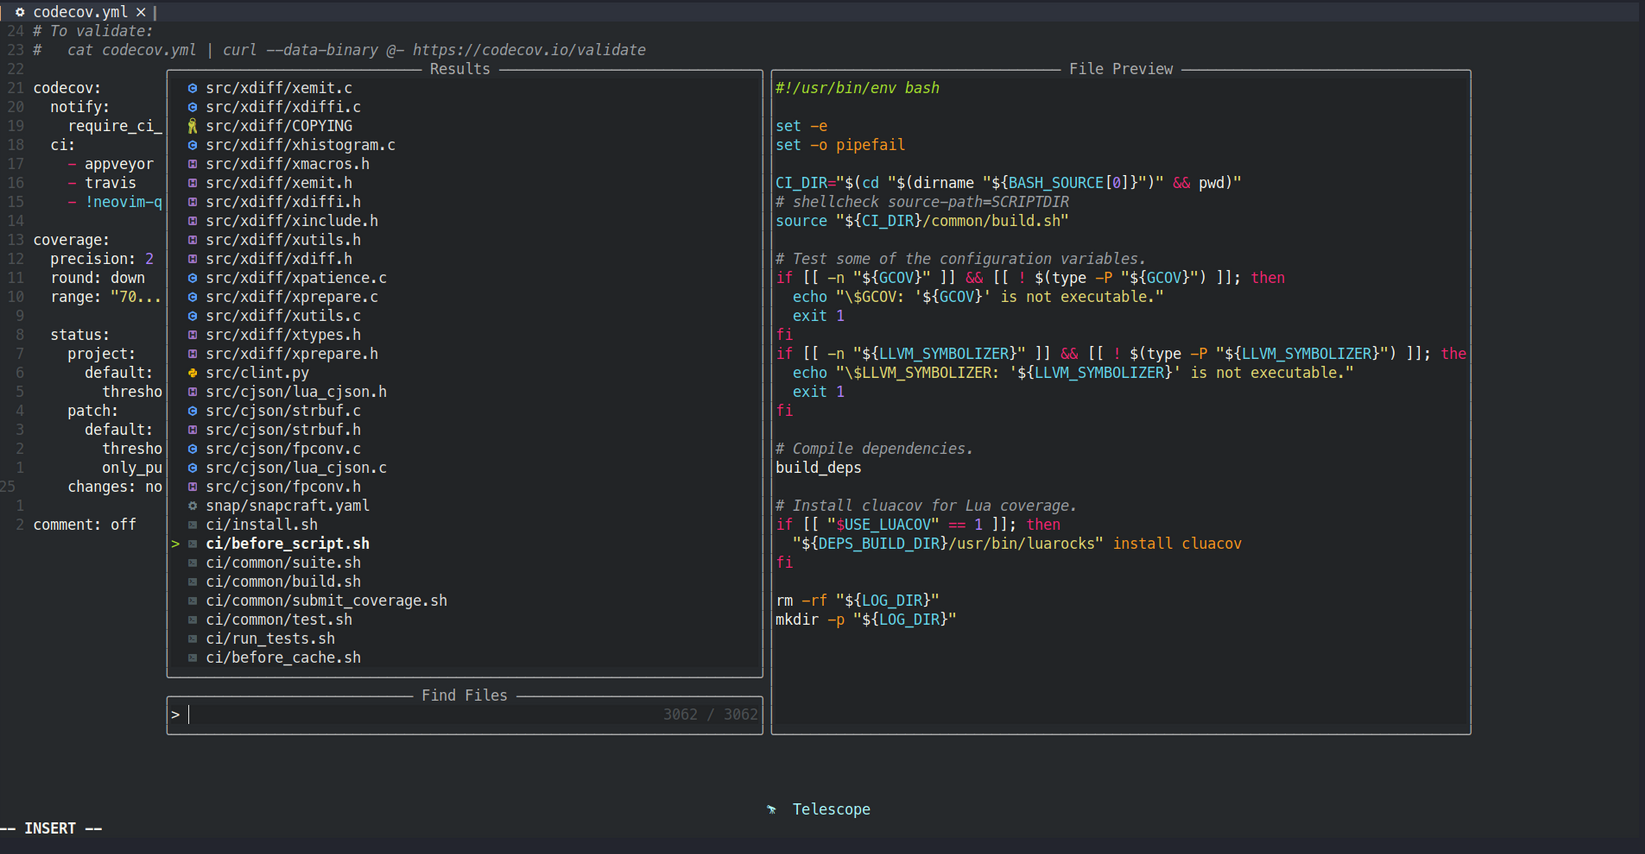 codecov.yml ×
24 # To validate:
23 #   cat codecov.yml | curl --data-binary @- https://codecov.io/validate
22
21 codecov:
20   notify:
19     require_ci_
18   ci:
17     - appveyor
16     - travis
15     - !neovim-q
14
13 coverage:
12   precision: 2
11   round: down
10   range: "70...
9
8   status:
7     project:
6       default:
5         thresho
4     patch:
3       default:
2         thresho
1         only_pu
25     changes: no
1
2 comment: off
Results
src/xdiff/xemit.c
src/xdiff/xdiffi.c
src/xdiff/COPYING
src/xdiff/xhistogram.c
src/xdiff/xmacros.h
src/xdiff/xemit.h
src/xdiff/xdiffi.h
src/xdiff/xinclude.h
src/xdiff/xutils.h
src/xdiff/xdiff.h
src/xdiff/xpatience.c
src/xdiff/xprepare.c
src/xdiff/xutils.c
src/xdiff/xtypes.h
src/xdiff/xprepare.h
src/clint.py
src/cjson/lua_cjson.h
src/cjson/strbuf.c
src/cjson/strbuf.h
src/cjson/fpconv.c
src/cjson/lua_cjson.c
src/cjson/fpconv.h
snap/snapcraft.yaml
ci/install.sh
> ci/before_script.sh
ci/common/suite.sh
ci/common/build.sh
ci/common/submit_coverage.sh
ci/common/test.sh
ci/run_tests.sh
ci/before_cache.sh
Find Files
> 3062 / 3062
File Preview
#!/usr/bin/env bash
set -e
set -o pipefail
CI_DIR="$(cd "$(dirname "${BASH_SOURCE[0]}")" && pwd)"
# shellcheck source-path=SCRIPTDIR
source "${CI_DIR}/common/build.sh"
# Test some of the configuration variables.
if [[ -n "${GCOV}" ]] && [[ ! $(type -P "${GCOV}") ]]; then
  echo "\$GCOV: '${GCOV}' is not executable."
  exit 1
fi
if [[ -n "${LLVM_SYMBOLIZER}" ]] && [[ ! $(type -P "${LLVM_SYMBOLIZER}") ]]; the
  echo "\$LLVM_SYMBOLIZER: '${LLVM_SYMBOLIZER}' is not executable."
  exit 1
fi
# Compile dependencies.
build_deps
# Install cluacov for Lua coverage.
if [[ "$USE_LUACOV" == 1 ]]; then
  "${DEPS_BUILD_DIR}/usr/bin/luarocks" install cluacov
fi
rm -rf "${LOG_DIR}"
mkdir -p "${LOG_DIR}"
Telescope
-- INSERT --